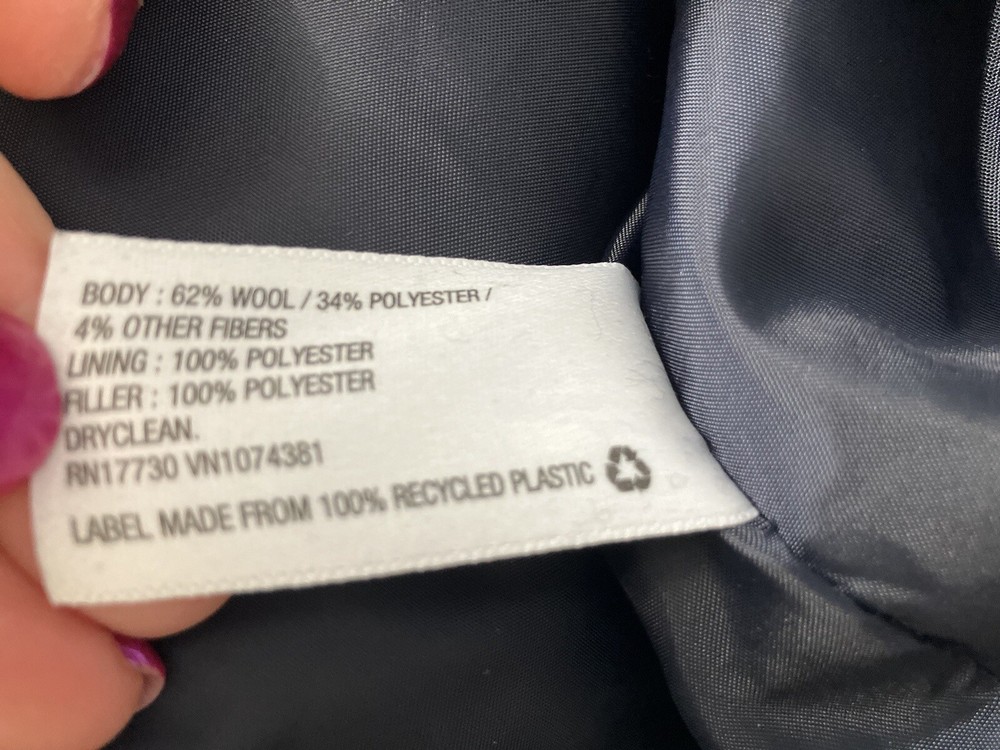 BODY : 62% WOOL / 34% POLYESTER /
4% OTHER FIBERS
LINING : 100% POLYESTER
FILLER : 100% POLYESTER
DRYCLEAN.
RN17730 VN1074381
LABEL MADE FROM 100% RECYCLED PLASTIC